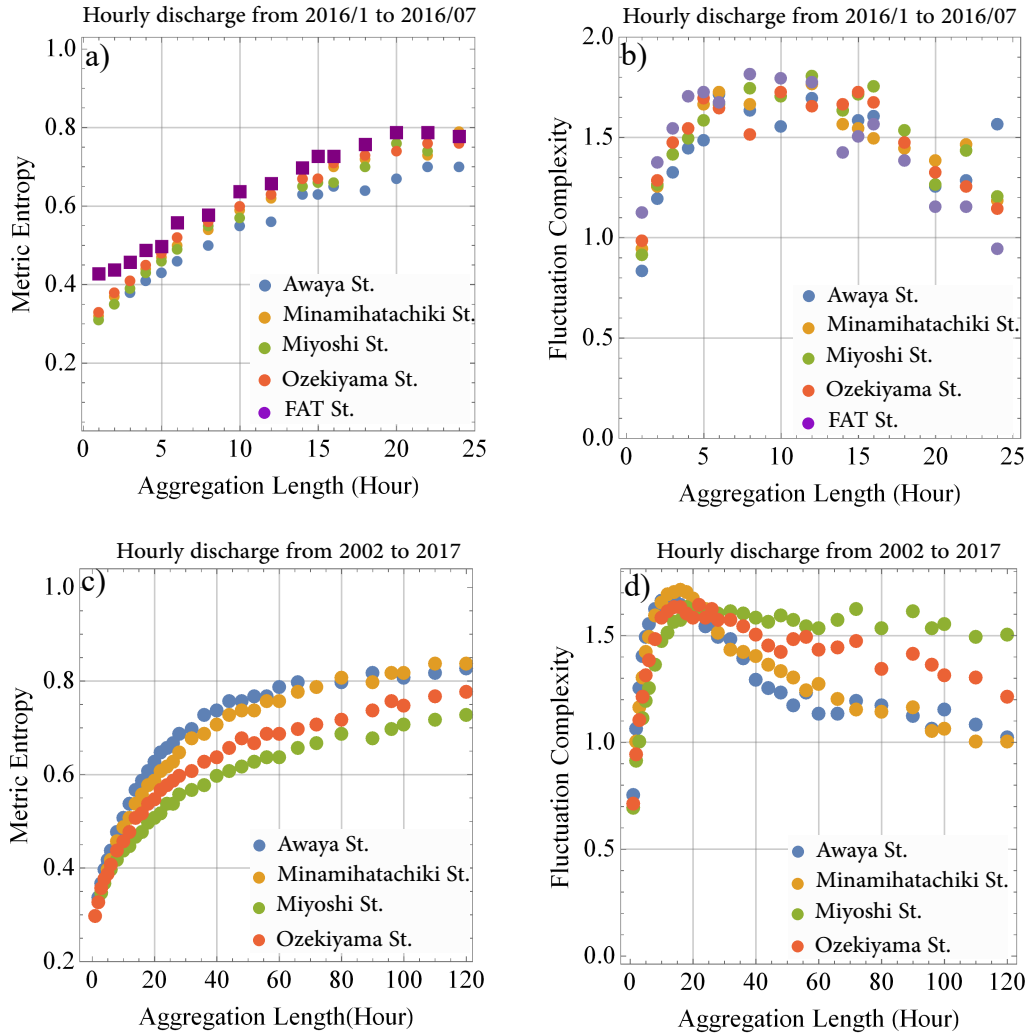 Hourly discharge from 2016/1 to 2016/07
a)
1.0
0.8
0.6
0.4
0.2
Metric Entropy
Awaya St.
Minamihatachiki St.
Miyoshi St.
Ozekiyama St.
FAT St.
0 5 10 15 20 25
Aggregation Length (Hour)
Hourly discharge from 2016/1 to 2016/07
b)
2.0
1.5
1.0
0.5
0.0
Fluctuation Complexity
Awaya St.
Minamihatachiki St.
Miyoshi St.
Ozekiyama St.
FAT St.
0 5 10 15 20 25
Aggregation Length (Hour)
Hourly discharge from 2002 to 2017
c)
1.0
0.8
0.6
0.4
0.2
Metric Entropy
Awaya St.
Minamihatachiki St.
Miyoshi St.
Ozekiyama St.
0 20 40 60 80 100 120
Aggregation Length(Hour)
Hourly discharge from 2002 to 2017
d)
1.5
1.0
0.5
0.0
Fluctuation Complexity
Awaya St.
Minamihatachiki St.
Miyoshi St.
Ozekiyama St.
0 20 40 60 80 100 120
Aggregation Length (Hour)